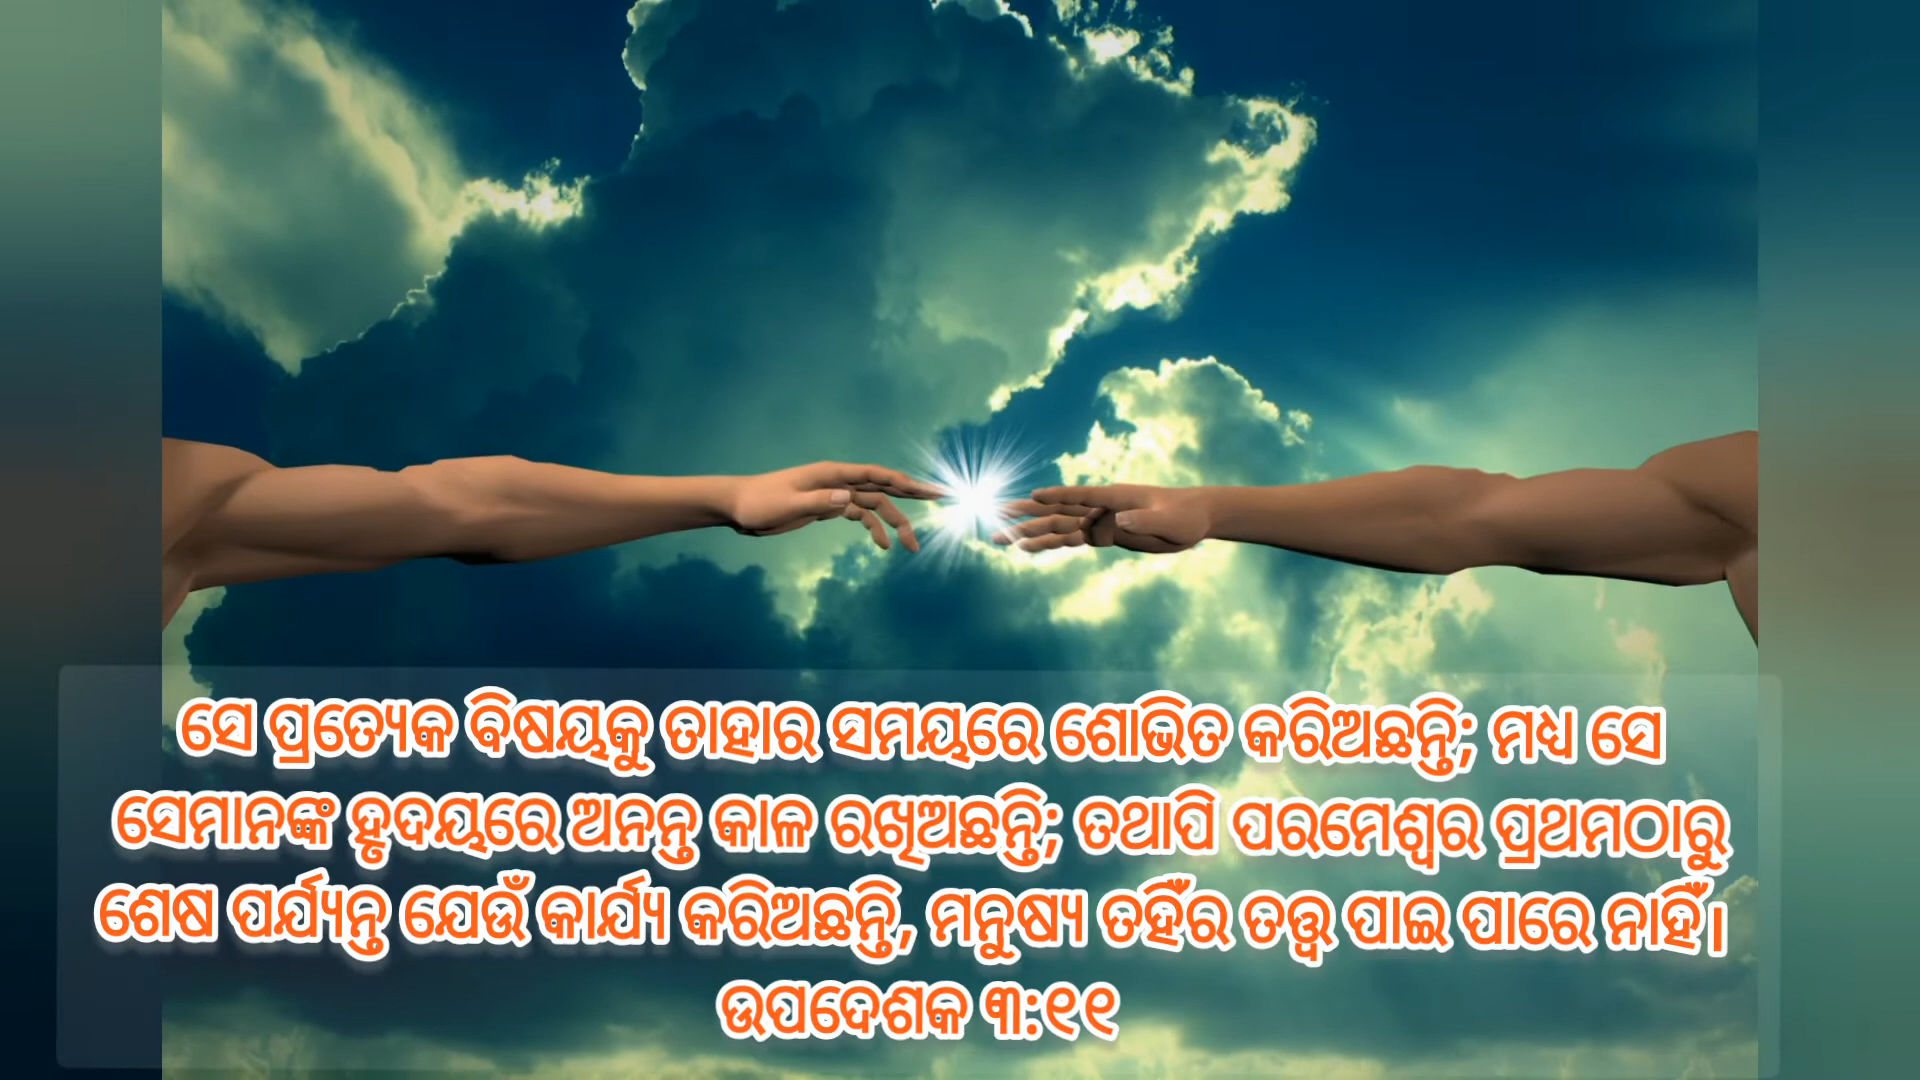 ସେ ପ୍ରତ୍ୟେକ ବିଷୟକୁ ତାହାର ସମୟରେ ଶୋଭିତ କରିଅଛନ୍ତି; ମଧ୍ୟ ସେ
ସେମାନଙ୍କ ହୃଦୟରେ ଅନନ୍ତ କାଳ ରଖିଅଛନ୍ତି; ତଥାପି ପରମେଶ୍ୱର ପ୍ରଥମଠାରୁ
ଶେଷ ପର୍ଯ୍ୟନ୍ତ ଯେଉଁ କାର୍ଯ୍ୟ କରିଅଛନ୍ତି, ମନୁଷ୍ୟ ତହିଁର ତତ୍ତ୍ୱ ପାଇ ପାରେ ନାହିଁ।
ଉପଦେଶକ ୩:୧୧